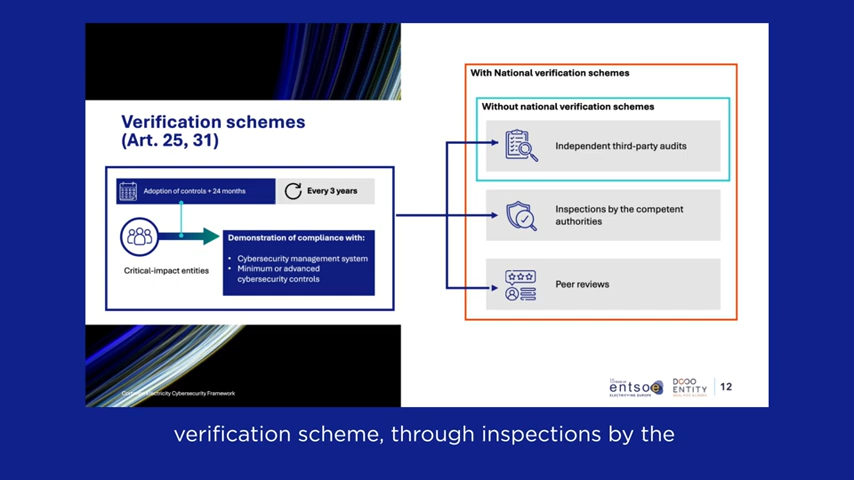 With National verification schemes
Without national verification schemes
Verification schemes
(Art. 25, 31)
Independent third-party audits
Adoption of controls + 24 months
Every 3 years
Inspections by the competent
authorities
Demonstration of compliance with:
• Cybersecurity management system
• Minimum or advanced
cybersecurity controls
Critical-impact entities
Peer reviews
Electricity Cybersecurity Framework
entsoe
ELECTRIFYING EUROPE
ENTITY
12
verification scheme, through inspections by the